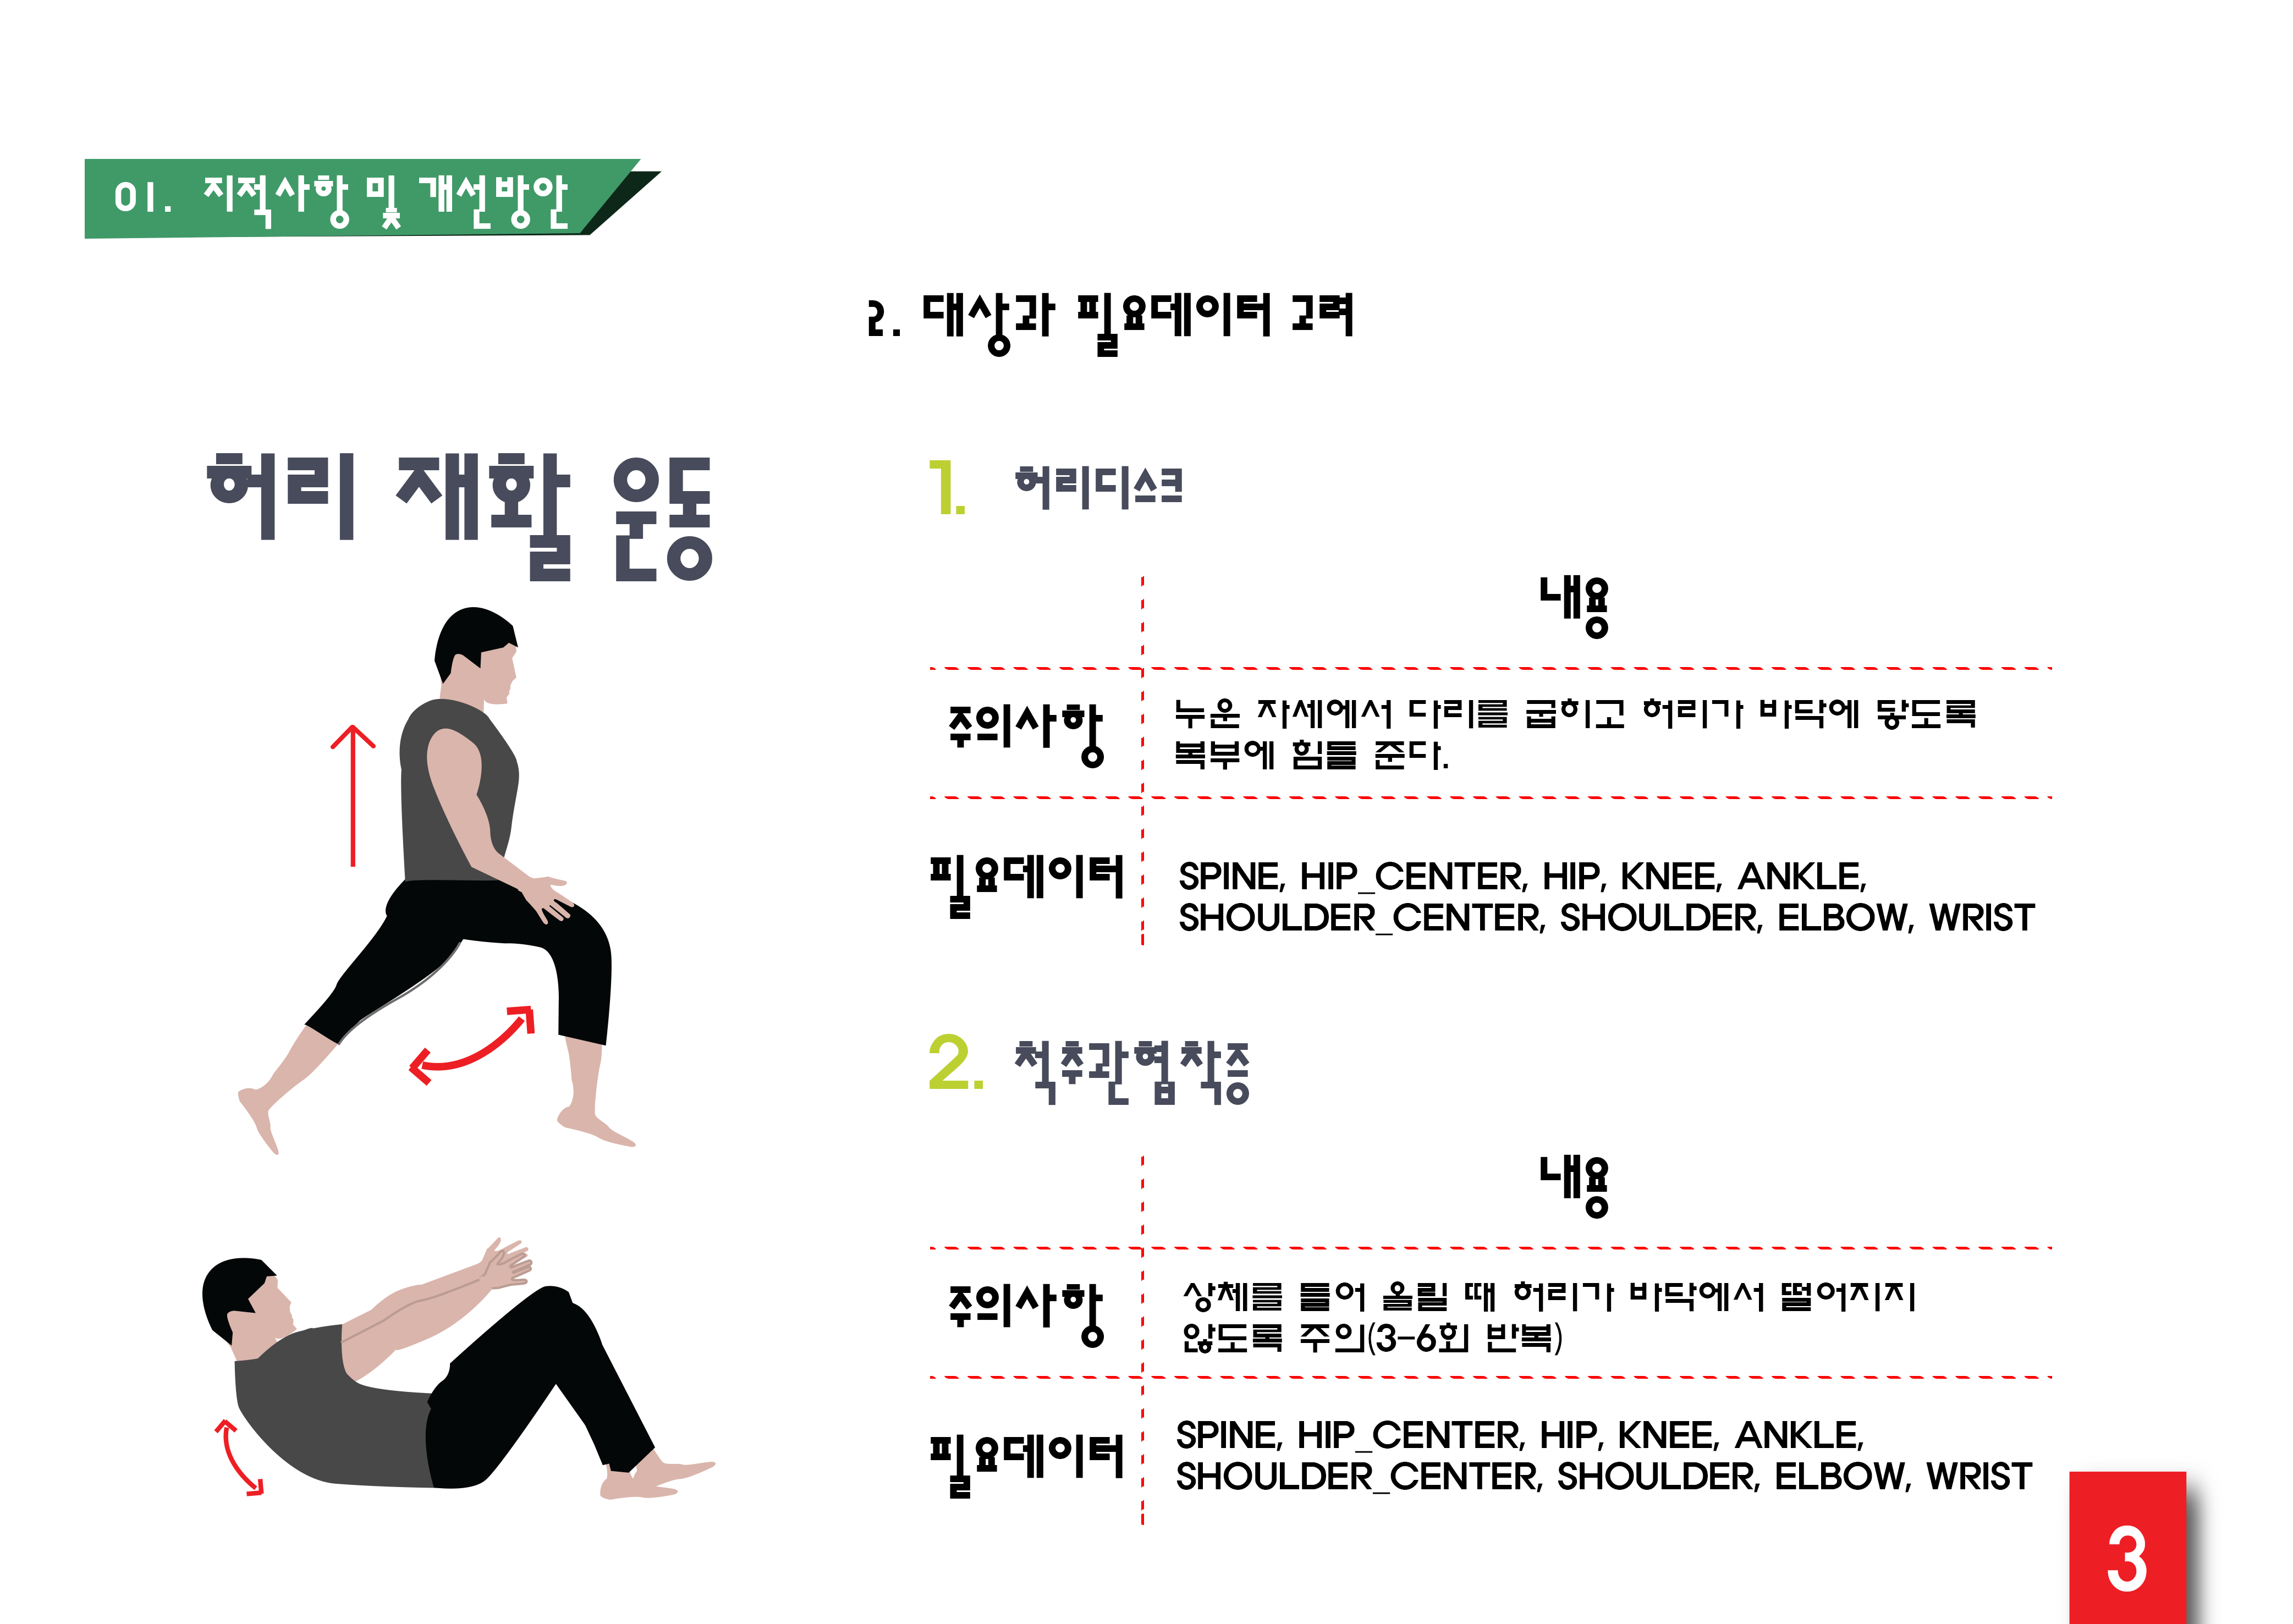 01. 지적사항 및 개선방안
2. 대상과 필요데이터 고려
허리 재활 운동
1. 허리디스크
내용
주의사항
누운 자세에서 다리를 굽히고 허리가 바닥에 닿도록
복부에 힘들 준다.
필요데이터
SPINE, HIP_CENTER, HIP, KNEE, ANKLE,
SHOULDER_CENTER, SHOULDER, ELBOW, WRIST
2. 척추관협착증
내용
주의사항
상체를 들어 올릴 때 허리가 바닥에서 떨어지지
않도록 주의(3-6회 반복)
필요데이터
SPINE, HIP_CENTER, HIP, KNEE, ANKLE,
SHOULDER_CENTER, SHOULDER, ELBOW, WRIST
3